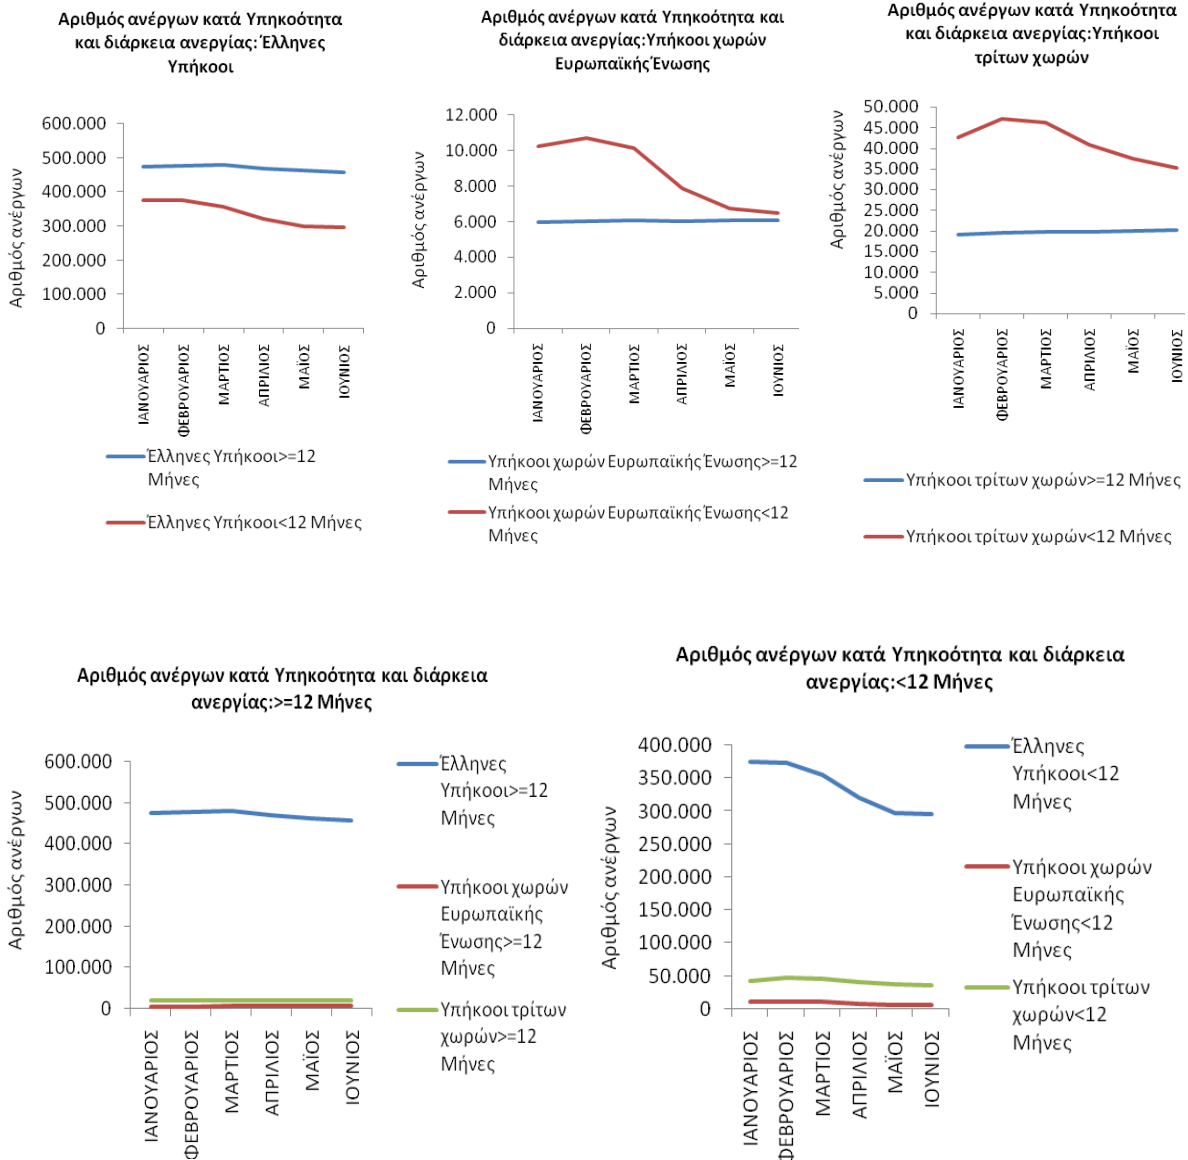 Αριθμός ανέργων κατά Υπηκοότητα
και διάρκεια ανεργίας:Έλληνες
Υπήκοοι
Αριθμός ανέργων
600.000
500.000
400.000
300.000
200.000
100.000
0
ΙΑΝΟΥΑΡΙΟΣ
ΦΕΒΡΟΥΑΡΙΟΣ
ΜΑΡΤΙΟΣ
ΑΠΡΙΛΙΟΣ
ΜΑΪΟΣ
ΙΟΥΝΙΟΣ
Έλληνες Υπήκοοι>=12
Μήνες
Έλληνες Υπήκοοι<12 Μήνες
Αριθμός ανέργων κατά Υπηκοότητα και
διάρκεια ανεργίας:Υπήκοοι χωρών
Ευρωπαϊκής Ένωσης
Αριθμός ανέργων
12.000
10.000
8.000
6.000
4.000
2.000
0
ΙΑΝΟΥΑΡΙΟΣ
ΦΕΒΡΟΥΑΡΙΟΣ
ΜΑΡΤΙΟΣ
ΑΠΡΙΛΙΟΣ
ΜΑΪΟΣ
ΙΟΥΝΙΟΣ
Υπήκοοι χωρών Ευρωπαϊκής Ένωσης>=12
Μήνες
Υπήκοοι χωρών Ευρωπαϊκής Ένωσης<12
Μήνες
Αριθμός ανέργων κατά Υπηκοότητα
και διάρκεια ανεργίας:Υπήκοοι
τρίτων χωρών
Αριθμός ανέργων
50.000
45.000
40.000
35.000
30.000
25.000
20.000
15.000
10.000
5.000
0
ΙΑΝΟΥΑΡΙΟΣ
ΦΕΒΡΟΥΑΡΙΟΣ
ΜΑΡΤΙΟΣ
ΑΠΡΙΛΙΟΣ
ΜΑΪΟΣ
ΙΟΥΝΙΟΣ
Υπήκοοι τρίτων χωρών>=12 Μήνες
Υπήκοοι τρίτων χωρών<12 Μήνες
Αριθμός ανέργων κατά Υπηκοότητα και διάρκεια
ανεργίας:>=12 Μήνες
Αριθμός ανέργων
600.000
500.000
400.000
300.000
200.000
100.000
0
ΙΑΝΟΥΑΡΙΟΣ
ΦΕΒΡΟΥΑΡΙΟΣ
ΜΑΡΤΙΟΣ
ΑΠΡΙΛΙΟΣ
ΜΑΪΟΣ
ΙΟΥΝΙΟΣ
Έλληνες
Υπήκοοι>=12
Μήνες
Υπήκοοι χωρών
Ευρωπαϊκής
Ένωσης>=12
Μήνες
Υπήκοοι τρίτων
χωρών>=12
Μήνες
Αριθμός ανέργων κατά Υπηκοότητα και διάρκεια
ανεργίας:<12 Μήνες
Αριθμός ανέργων
400.000
350.000
300.000
250.000
200.000
150.000
100.000
50.000
0
ΙΑΝΟΥΑΡΙΟΣ
ΦΕΒΡΟΥΑΡΙΟΣ
ΜΑΡΤΙΟΣ
ΑΠΡΙΛΙΟΣ
ΜΑΪΟΣ
ΙΟΥΝΙΟΣ
Έλληνες
Υπήκοοι<12
Μήνες
Υπήκοοι χωρών
Ευρωπαϊκής
Ένωσης<12
Μήνες
Υπήκοοι τρίτων
χωρών<12
Μήνες